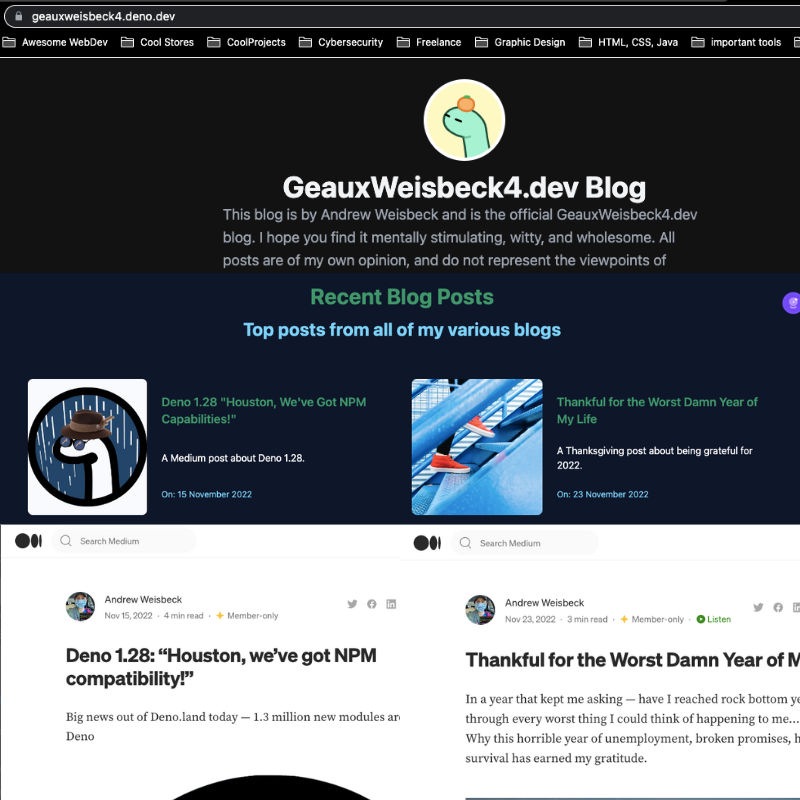 geauxweisbeck4.deno.dev
Awesome WebDev Cool Stores CoolProjects Cybersecurity Freelance Graphic Design HTML, CSS, Java important tools
GeauxWeisbeck4.dev Blog
This blog is by Andrew Weisbeck and is the official GeauxWeisbeck4.dev
blog. I hope you find it mentally stimulating, witty, and wholesome. All
posts are of my own opinion, and do not represent the viewpoints of
Recent Blog Posts
Top posts from all of my various blogs
Deno 1.28 "Houston, We've Got NPM
Capabilities!"
A Medium post about Deno 1.28.
On: 15 November 2022
Thankful for the Worst Damn Year of
My Life
A Thanksgiving post about being grateful for
2022.
On: 23 November 2022
Search Medium
Andrew Weisbeck
Nov 15, 2022 · 4 min read · Member-only
Deno 1.28: “Houston, we’ve got NPM
compatibility!”
Big news out of Deno.land today — 1.3 million new modules are
Deno
Search Medium
Andrew Weisbeck
Nov 23, 2022 · 3 min read · Member-only · Listen
Thankful for the Worst Damn Year of M
In a year that kept me asking — have I reached rock bottom ye
through every worst thing I could think of happening to me…
Why this horrible year of unemployment, broken promises, h
survival has earned my gratitude.